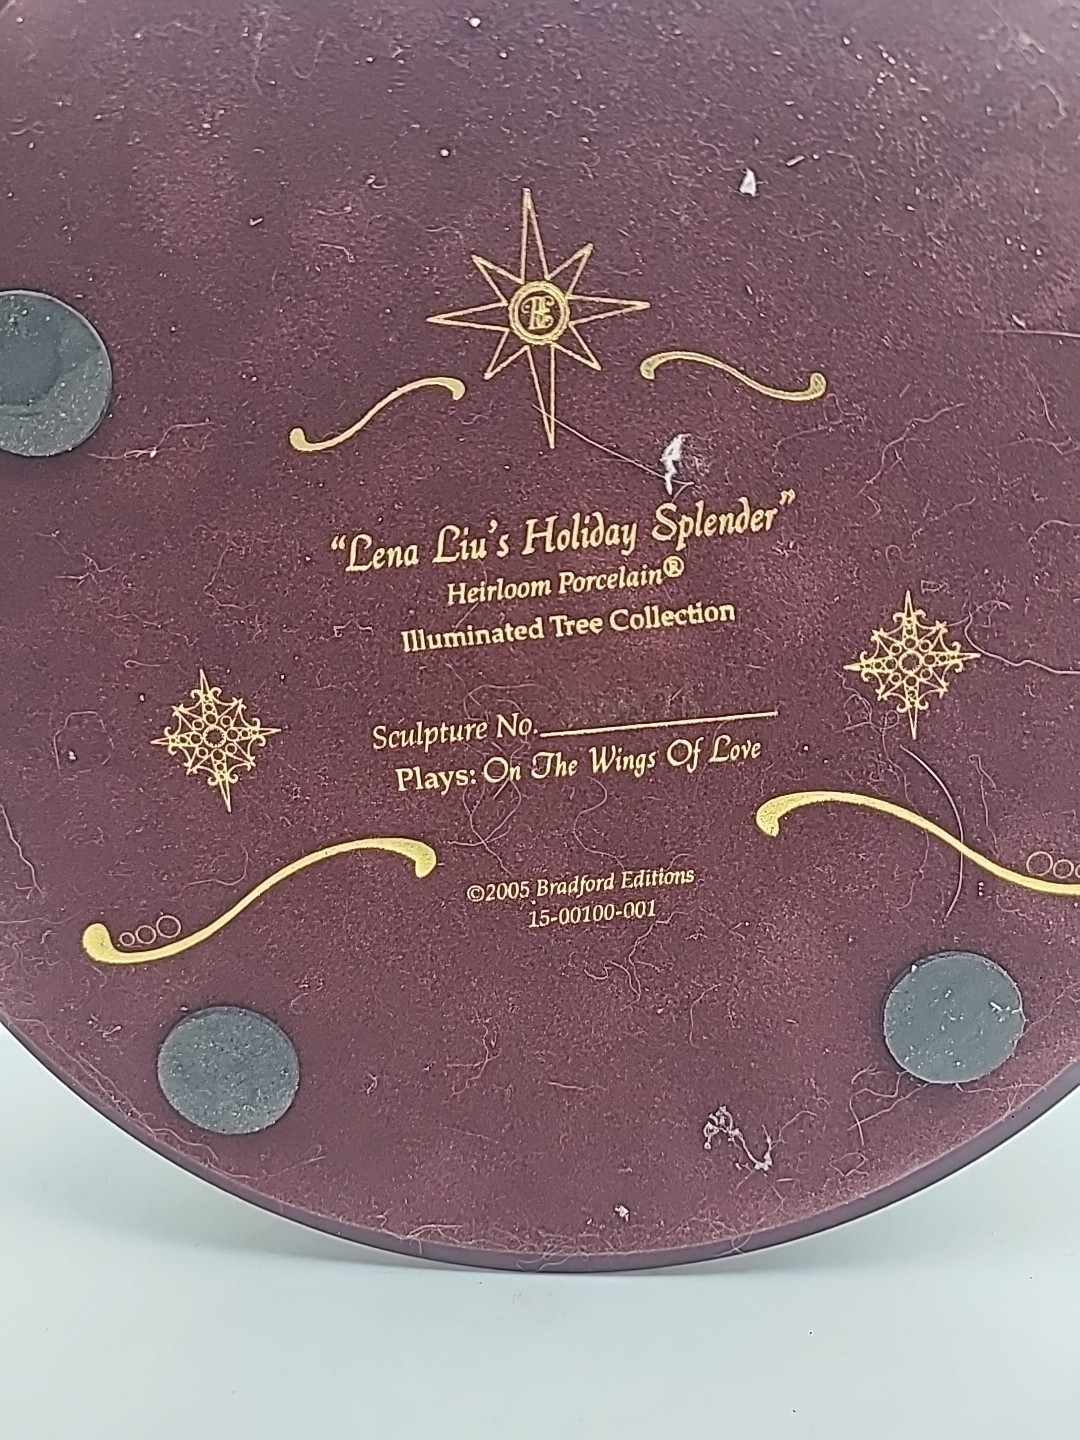 BE
“Lena Liu's Holiday Splender”
Heirloom Porcelain®
Illuminated Tree Collection
Sculpture No.
Plays: On The Wings Of Love
©2005 Bradford Editions
15-00100-001